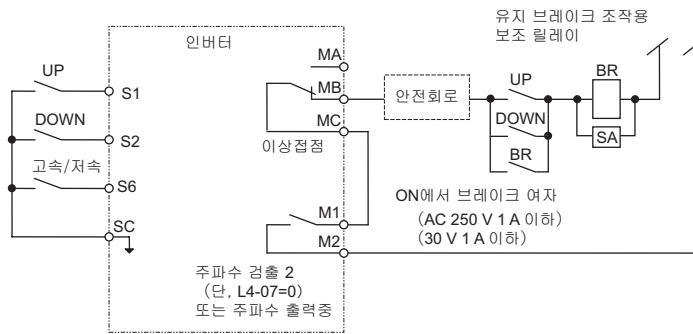 유지 브레이크 조작용
보조 릴레이
인버터
MA
UP
S1
MB
안전회로
UP
BR
DOWN
S2
MC
DOWN
SA
이상접점
고속/저속
S6
BR
ON에서 브레이크 여자
SC
M1
(AC 250 V 1 A 이하)
M2
(30 V 1 A 이하)
주파수 검출 2
(단, L4-07=0)
또는 주파수 출력중